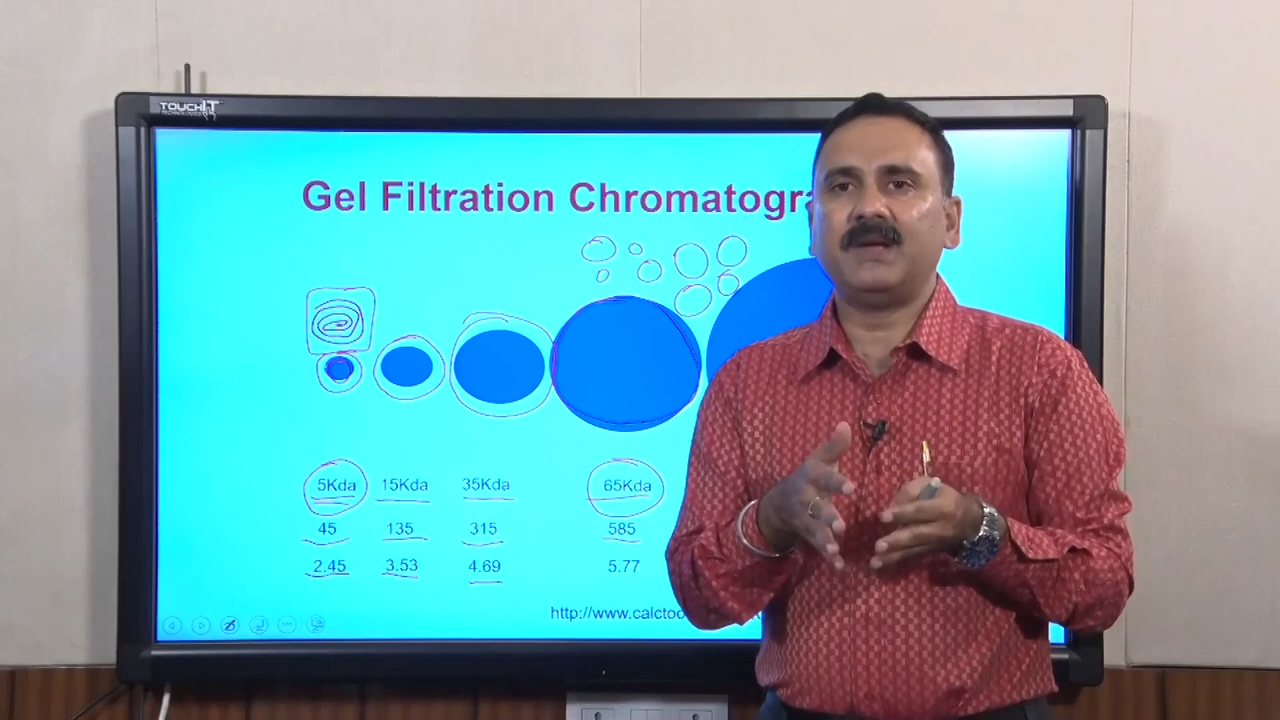 TOUCHIT
TECHNOLOGIES
Gel Filtration Chromatogra
5Kda 15Kda 35Kda 65Kda
45 135 315 585
2.45 3.53 4.69 5.77
http://www.calctoo